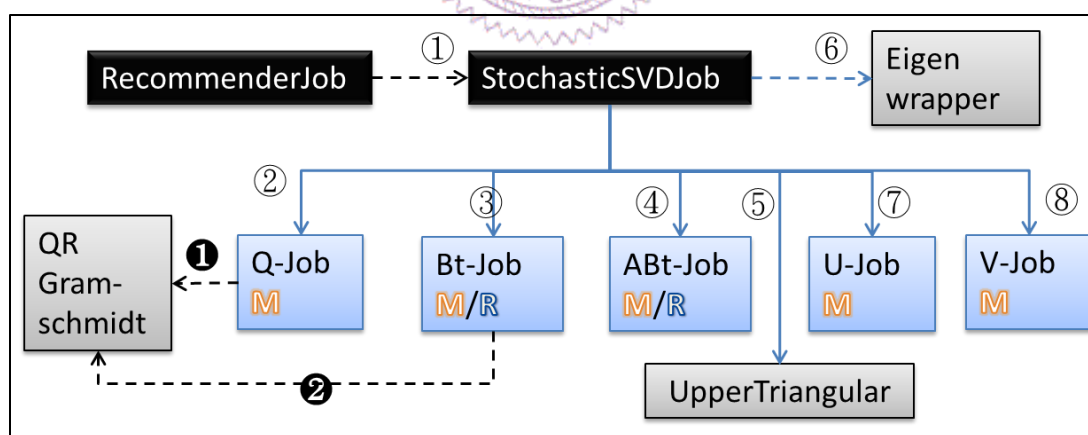 ① ⑥
RecommenderJob StochasticSVDJob Eigen
wrapper
② ③ ④ ⑤ ⑦ ⑧
QR
Gram-
schmidt
❶
Q-Job
M
Bt-Job
M/R
ABt-Job
M/R
U-Job
M
V-Job
M
❷
UpperTriangular